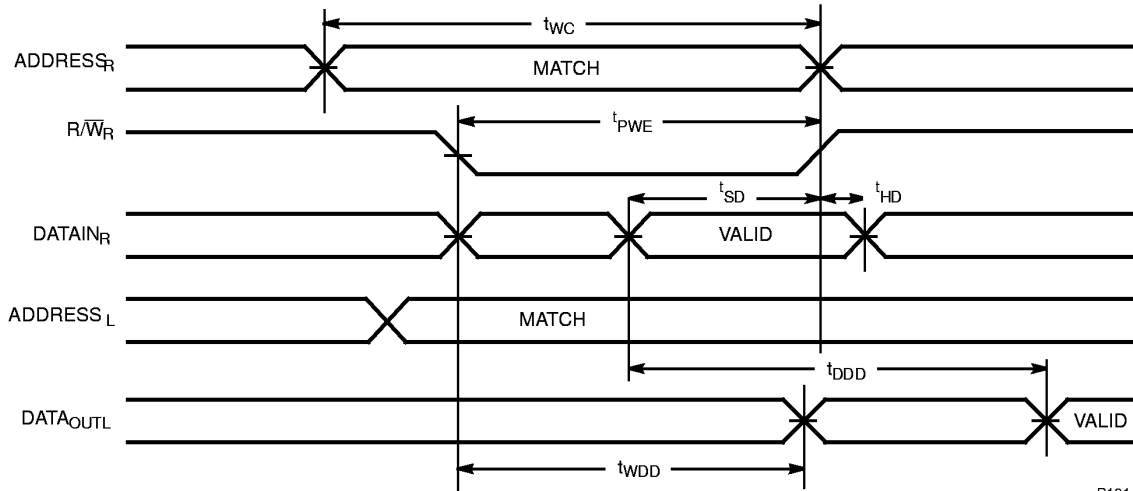 tWC
ADDRESSR
MATCH
R/W̅R
tPWE
tSD
tHD
DATAINR
VALID
ADDRESS L
MATCH
tDDD
DATAOUTL
VALID
tWDD